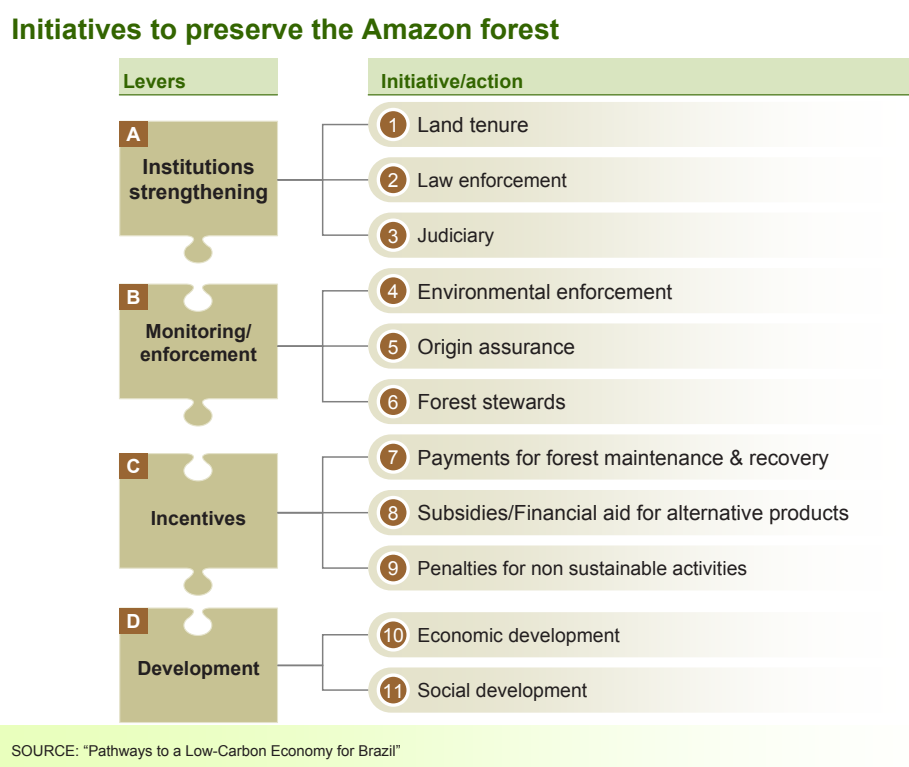 Initiatives to preserve the Amazon forest
Levers
Initiative/action
A
Institutions
strengthening
1 Land tenure
2 Law enforcement
3 Judiciary
B
Monitoring/
enforcement
4 Environmental enforcement
5 Origin assurance
6 Forest stewards
C
Incentives
7 Payments for forest maintenance & recovery
8 Subsidies/Financial aid for alternative products
9 Penalties for non sustainable activities
D
Development
10 Economic development
11 Social development
SOURCE: “Pathways to a Low-Carbon Economy for Brazil”